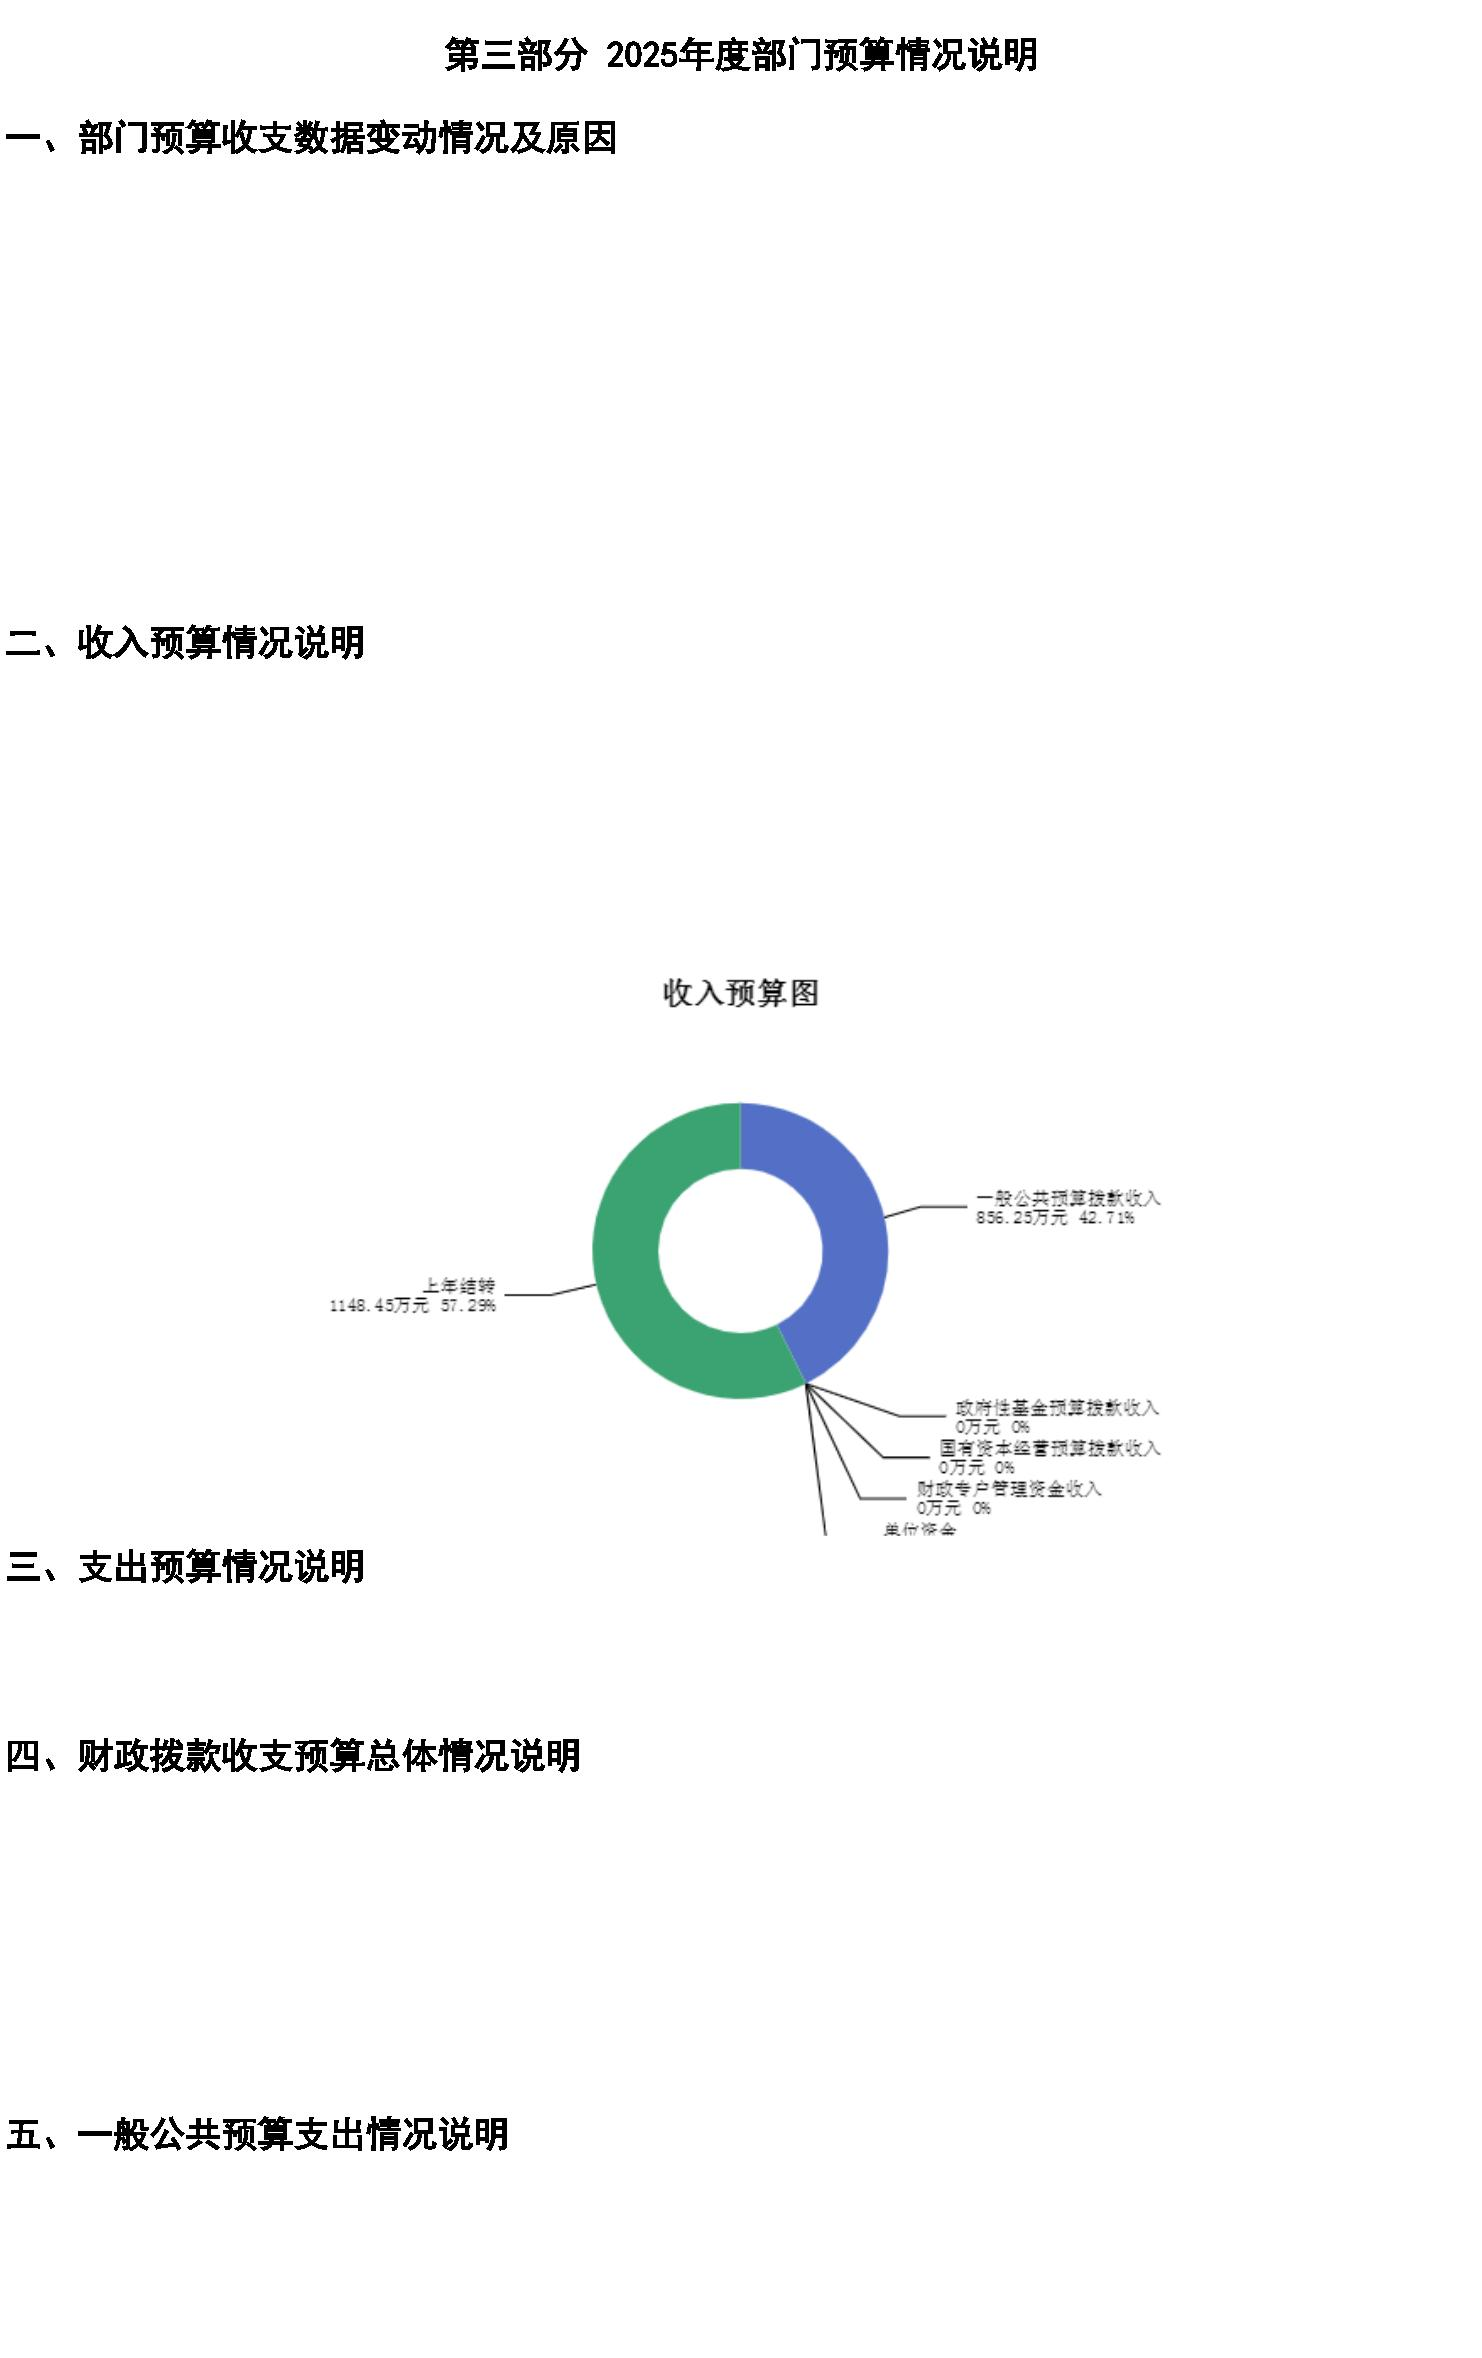 第三部分 2025年度部门预算情况说明
一、部门预算收支数据变动情况及原因
二、收入预算情况说明
收入预算图
一般公共预算拨款收入
856.25万元 42.71%
上年结转
1148.45万元 57.29%
政府性基金预算拨款收入
0万元 0%
国有资本经营预算拨款收入
0万元 0%
财政专户管理资金收入
0万元 0%
单位资金
三、支出预算情况说明
四、财政拨款收支预算总体情况说明
五、一般公共预算支出情况说明